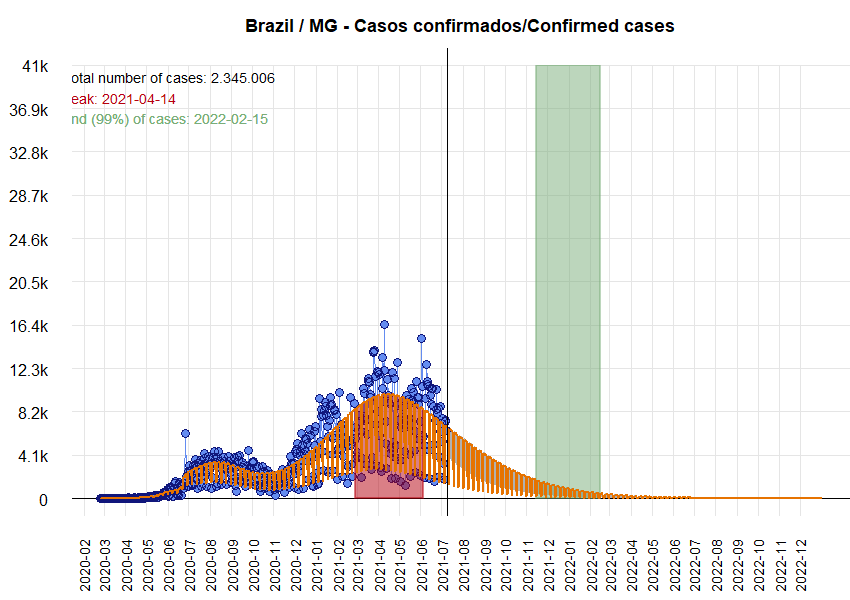 Brazil / MG - Casos confirmados/Confirmed cases
41k
otal number of cases: 2.345.006
36.9k
eak: 2021-04-14
nd (99%) of cases: 2022-02-15
32.8k
28.7k
24.6k
20.5k
16.4k
12.3k
8.2k
4.1k
0
2020-02
2020-03
2020-04
2020-05
2020-06
2020-07
2020-08
2020-09
2020-10
2020-11
2020-12
2021-01
2021-02
2021-03
2021-04
2021-05
2021-06
2021-07
2021-08
2021-09
2021-10
2021-11
2021-12
2022-01
2022-02
2022-03
2022-04
2022-05
2022-06
2022-07
2022-08
2022-09
2022-10
2022-11
2022-12